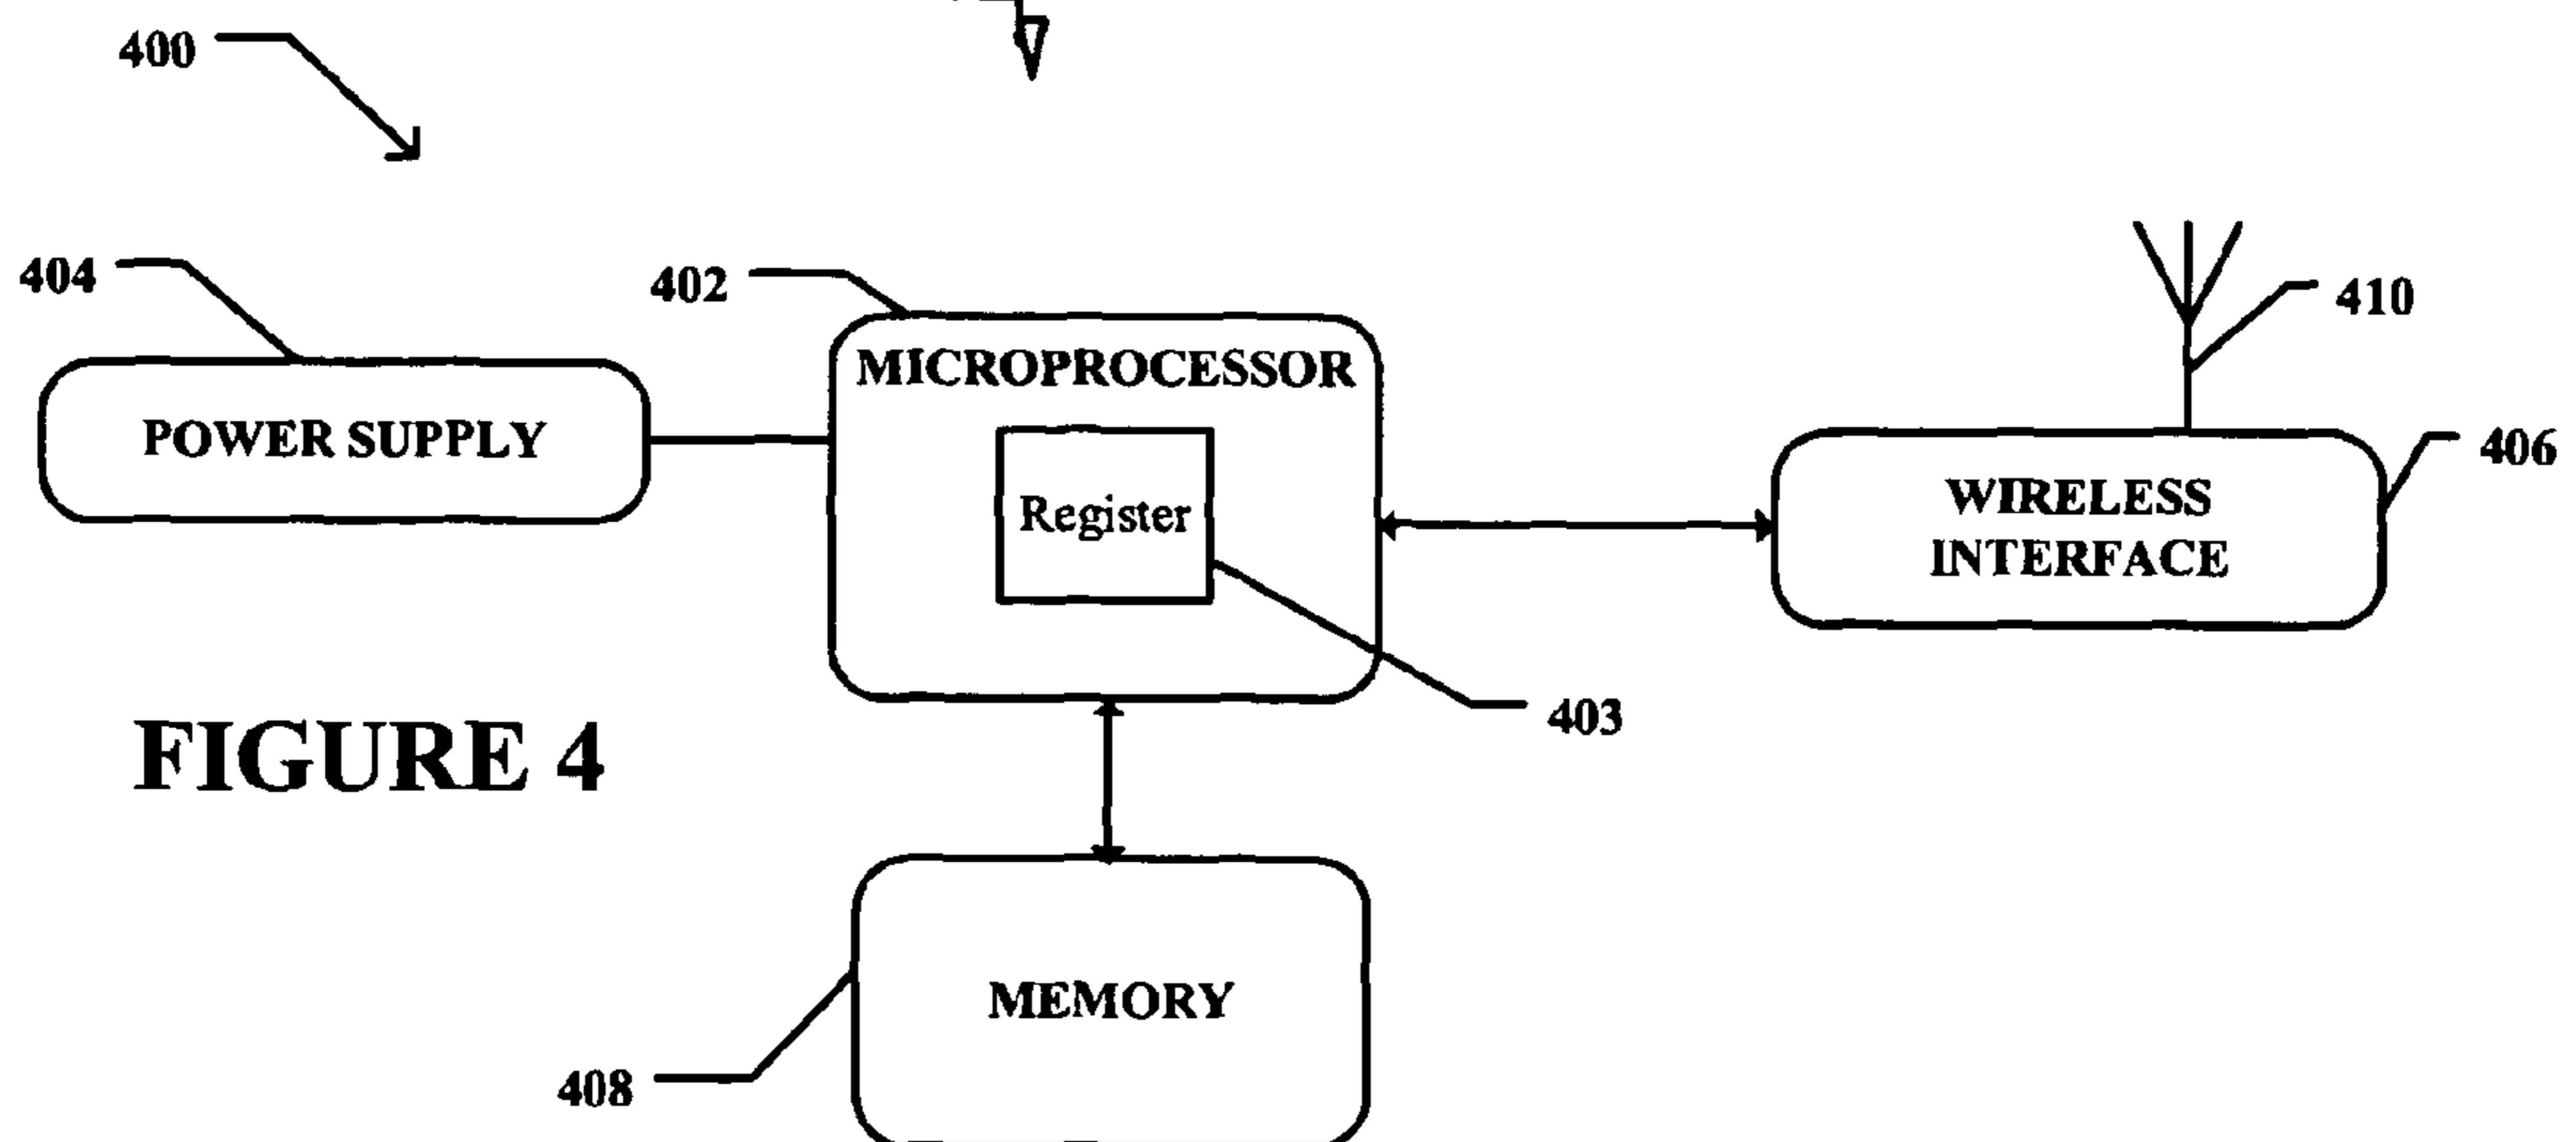 400
404
402
410
MICROPROCESSOR
POWER SUPPLY
406
WIRELESS
INTERFACE
Register
403
FIGURE 4
MEMORY
408